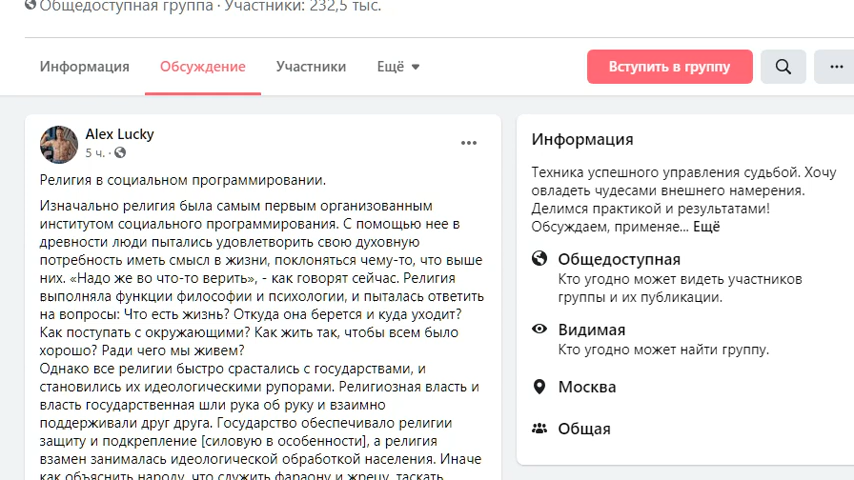 Общедоступная группа · Участники: 232,5 тыс.
Информация
Обсуждение
Участники
Ещё
Вступить в группу
Alex Lucky
5 ч. ·
Религия в социальном программировании.
Изначально религия была самым первым организованным
институтом социального программирования. С помощью нее в
древности люди пытались удовлетворить свою духовную
потребность иметь смысл в жизни, поклоняться чему-то, что выше
них. «Надо же во что-то верить», - как говорят сейчас. Религия
выполняла функции философии и психологии, и пыталась ответить
на вопросы: Что есть жизнь? Откуда она берется и куда уходит?
Как поступать с окружающими? Как жить так, чтобы всем было
хорошо? Ради чего мы живем?
Однако все религии быстро срастались с государствами, и
становились их идеологическими рупорами. Религиозная власть и
власть государственная шли рука об руку и взаимно
поддерживали друг друга. Государство обеспечивало религии
защиту и подкрепление [силовую в особенности], а религия
взамен занималась идеологической обработкой населения. Иначе
как объяснить народу, что служить фараону и жрецу, таскать
Информация
Техника успешного управления судьбой. Хочу
овладеть чудесами внешнего намерения.
Делимся практикой и результатами!
Обсуждаем, применяе... Ещё
Общедоступная
Кто угодно может видеть участников
группы и их публикации.
Видимая
Кто угодно может найти группу.
Москва
Общая